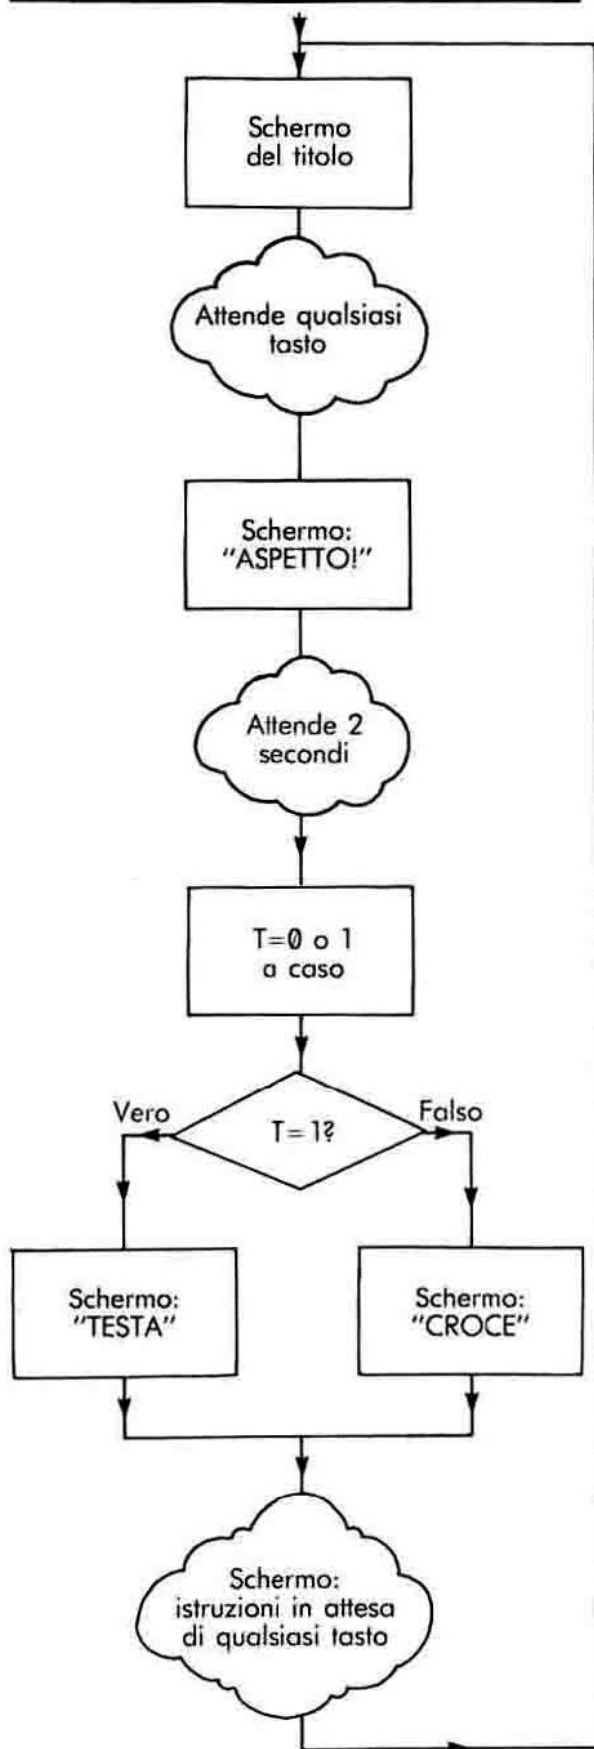 Schermo
del titolo
Attende qualsiasi
tasto
Schermo:
"ASPETTO!"
Attende 2
secondi
T=0 o 1
a caso
T=1?
Vero
Falso
Schermo:
"TESTA"
Schermo:
"CROCE"
Schermo:
istruzioni in attesa
di qualsiasi tasto